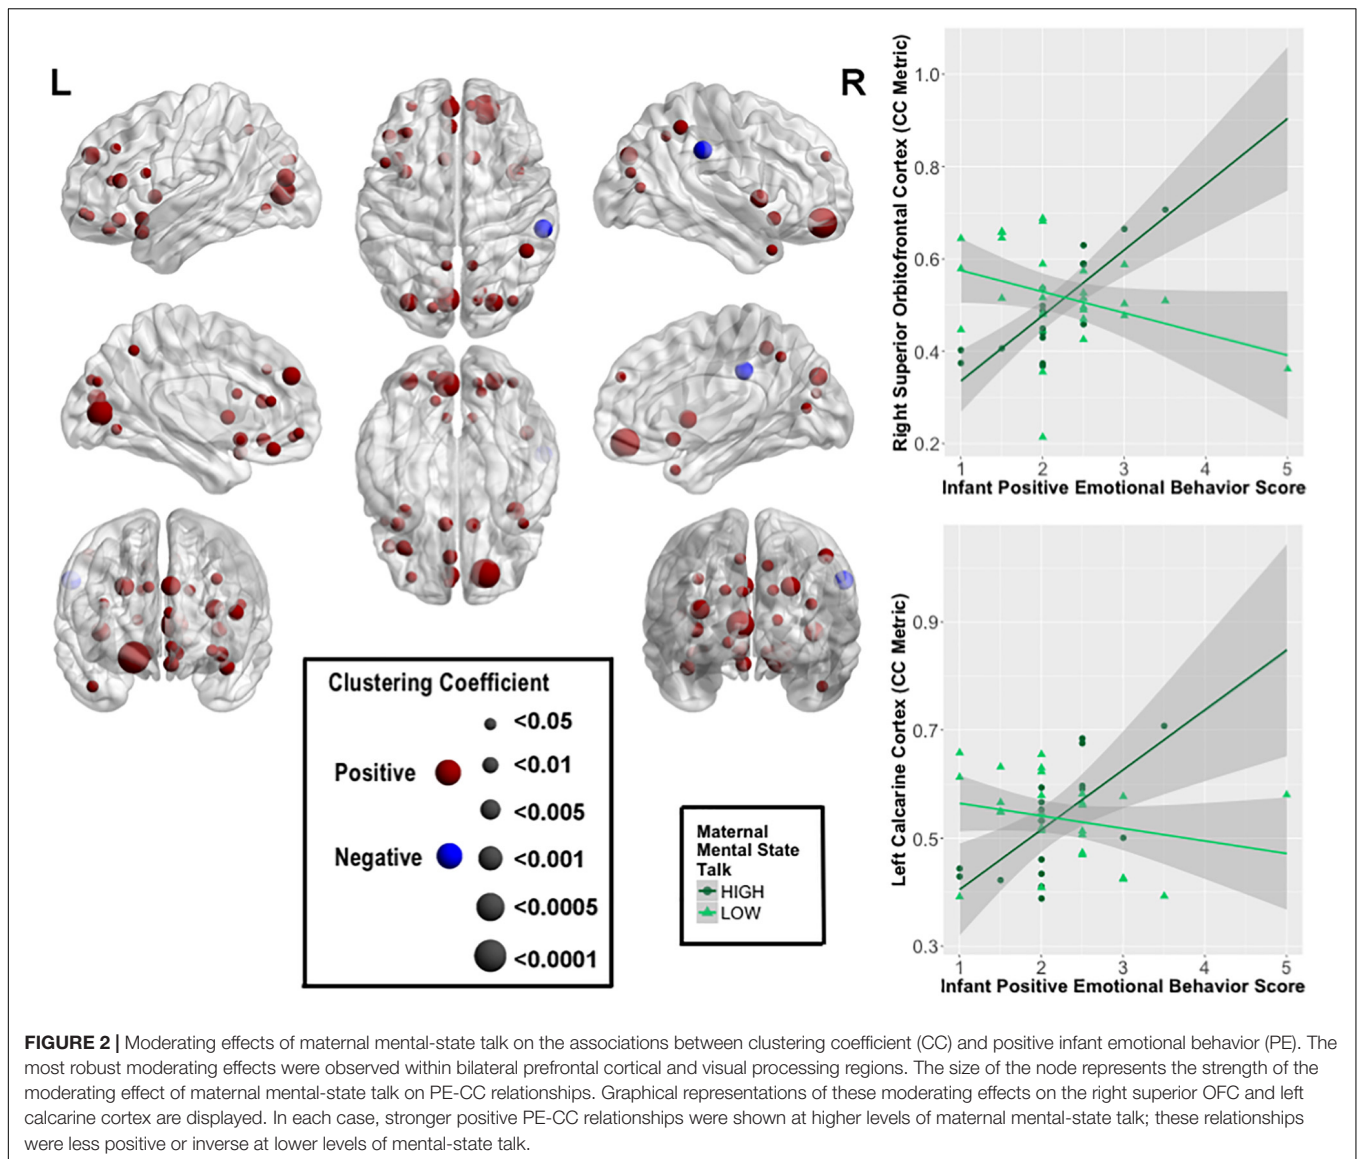 L
R
Clustering Coefficient
Positive
Negative
<0.05
<0.01
<0.005
<0.001
<0.0005
<0.0001
Maternal
Mental State
Talk
HIGH
LOW
Right Superior Orbitofrontal Cortex (CC Metric)
1.0
0.8
0.6
0.4
0.2
1 2 3 4 5
Infant Positive Emotional Behavior Score
Left Calcarine Cortex (CC Metric)
0.9
0.7
0.5
0.3
1 2 3 4 5
Infant Positive Emotional Behavior Score
FIGURE 2 | Moderating effects of maternal mental-state talk on the associations between clustering coefficient (CC) and positive infant emotional behavior (PE). The
most robust moderating effects were observed within bilateral prefrontal cortical and visual processing regions. The size of the node represents the strength of the
moderating effect of maternal mental-state talk on PE-CC relationships. Graphical representations of these moderating effects on the right superior OFC and left
calcarine cortex are displayed. In each case, stronger positive PE-CC relationships were shown at higher levels of maternal mental-state talk; these relationships
were less positive or inverse at lower levels of mental-state talk.